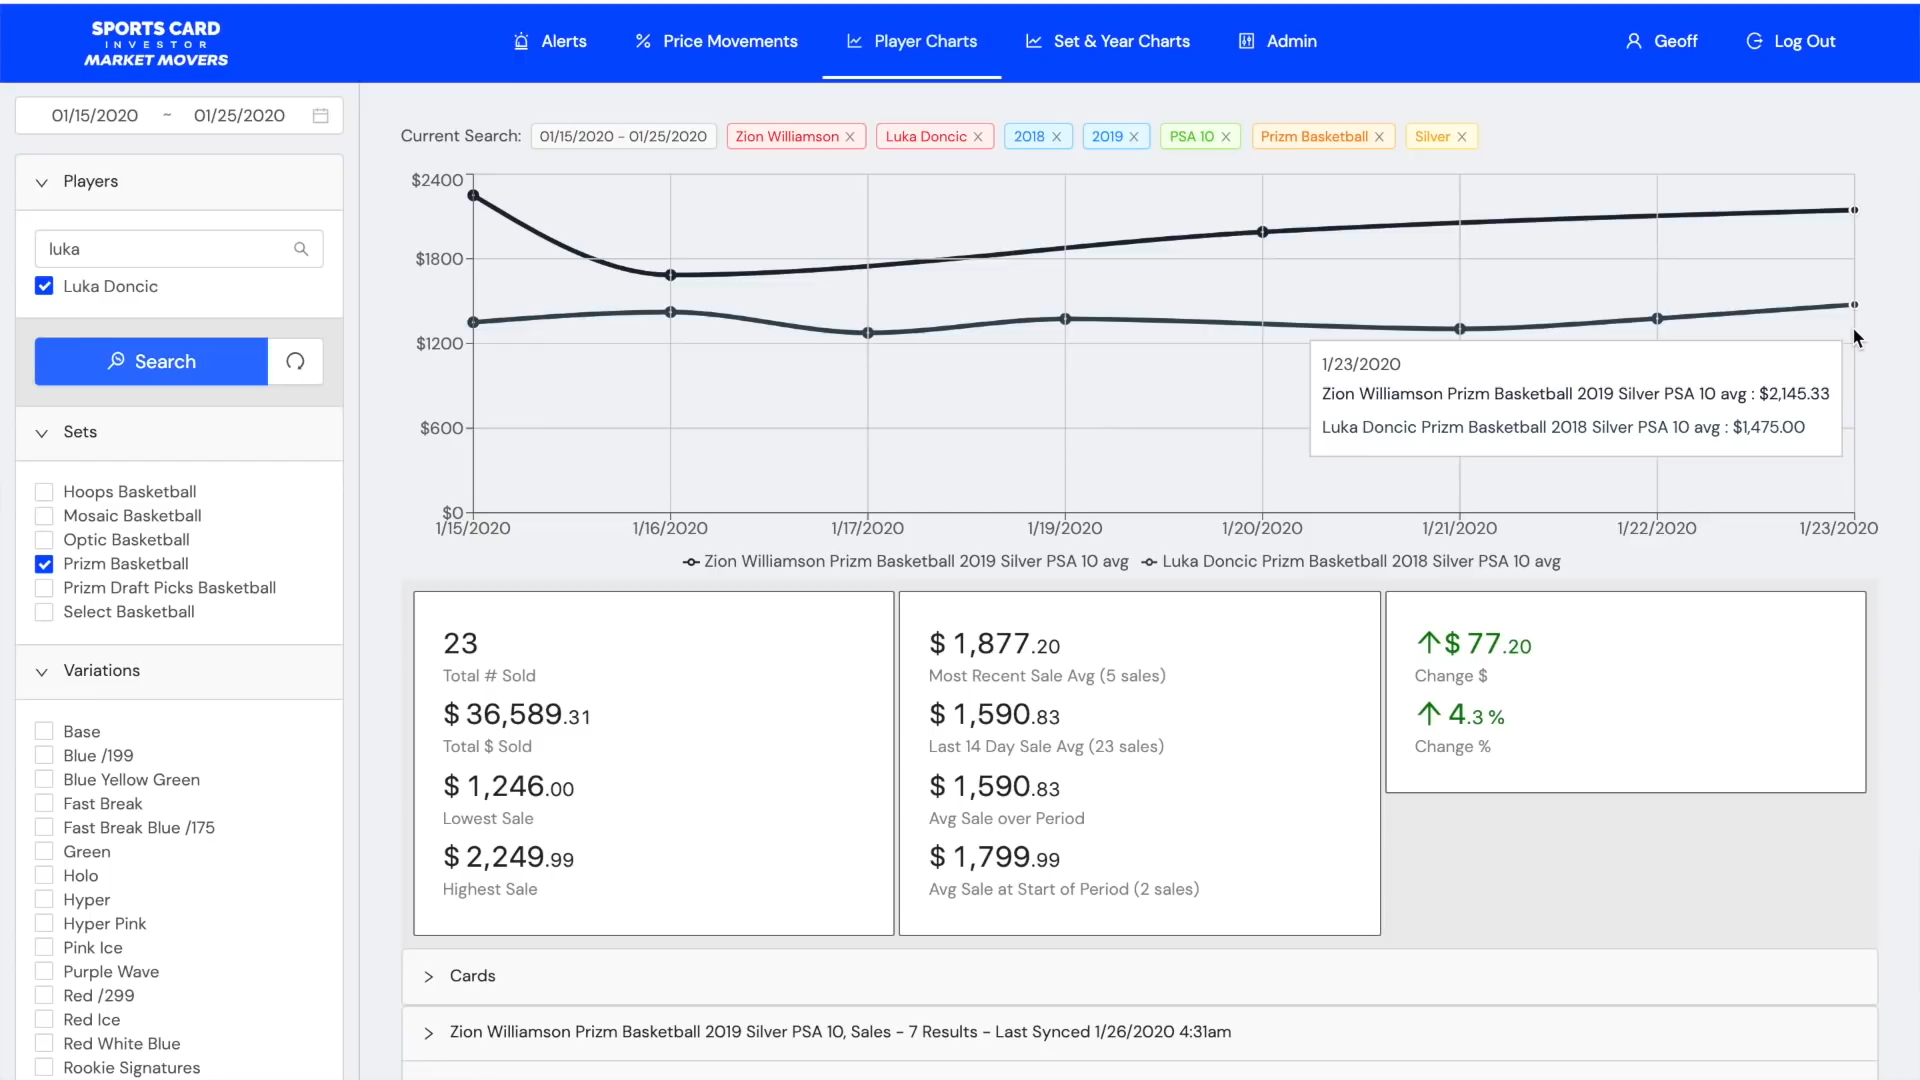 SPORTS CARD
INVESTOR
MARKET MOVERS
Alerts
Price Movements
Player Charts
Set & Year Charts
Admin
Geoff
Log Out
01/15/2020 ~ 01/25/2020
Players
luka
Luka Doncic
Search
Sets
Hoops Basketball
Mosaic Basketball
Optic Basketball
Prizm Basketball
Prizm Draft Picks Basketball
Select Basketball
Variations
Base
Blue /199
Blue Yellow Green
Fast Break
Fast Break Blue /175
Green
Holo
Hyper
Hyper Pink
Pink Ice
Purple Wave
Red /299
Red Ice
Red White Blue
Rookie Signatures
Current Search: 01/15/2020 - 01/25/2020 Zion Williamson Luka Doncic 2018 2019 PSA 10 Prizm Basketball Silver
$2400
$1800
$1200
$600
$0
1/15/2020 1/16/2020 1/17/2020 1/19/2020 1/20/2020 1/21/2020 1/22/2020 1/23/2020
1/23/2020
Zion Williamson Prizm Basketball 2019 Silver PSA 10 avg : $2,145.33
Luka Doncic Prizm Basketball 2018 Silver PSA 10 avg : $1,475.00
Zion Williamson Prizm Basketball 2019 Silver PSA 10 avg Luka Doncic Prizm Basketball 2018 Silver PSA 10 avg
23
Total # Sold
$ 36,589.31
Total $ Sold
$ 1,246.00
Lowest Sale
$ 2,249.99
Highest Sale
$ 1,877.20
Most Recent Sale Avg (5 sales)
$ 1,590.83
Last 14 Day Sale Avg (23 sales)
$ 1,590.83
Avg Sale over Period
$ 1,799.99
Avg Sale at Start of Period (2 sales)
↑$ 77.20
Change $
↑ 4.3 %
Change %
Cards
Zion Williamson Prizm Basketball 2019 Silver PSA 10, Sales - 7 Results - Last Synced 1/26/2020 4:31am